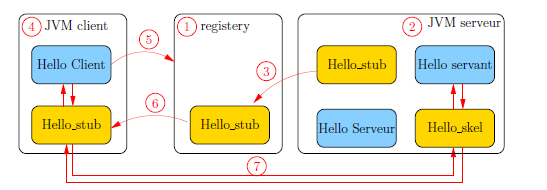 4 JVM client
1 registery
2 JVM serveur
5
3
Hello Client
Hello_stub
Hello servant
6
Hello_stub
Hello_stub
Hello Serveur
Hello_skel
7